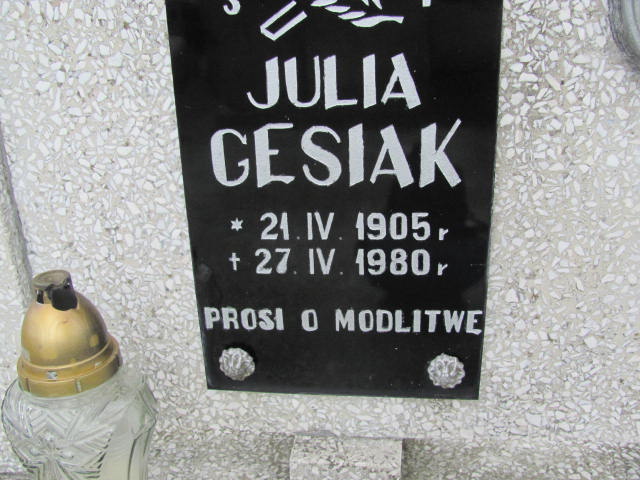 JULIA
GESIAK
* 21. IV. 1905 r
† 27. IV. 1980 r
PROSI O MODLITWE